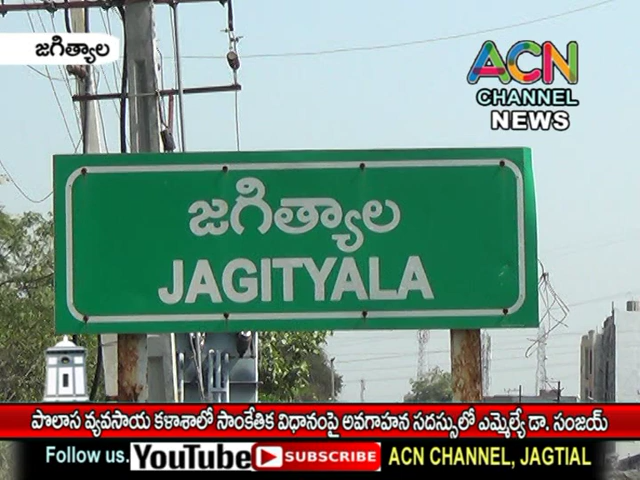 జగిత్యాల
ACN
CHANNEL
NEWS
జగిత్యాల
JAGITYALA
పొలాస వ్యవసాయ కళాశాలో సాంకేతిక విధానంపై అవగాహన సదస్సులో ఎమ్మెల్యే డా. సంజయ్
Follow us. YouTube SUBSCRIBE ACN CHANNEL, JAGTIAL